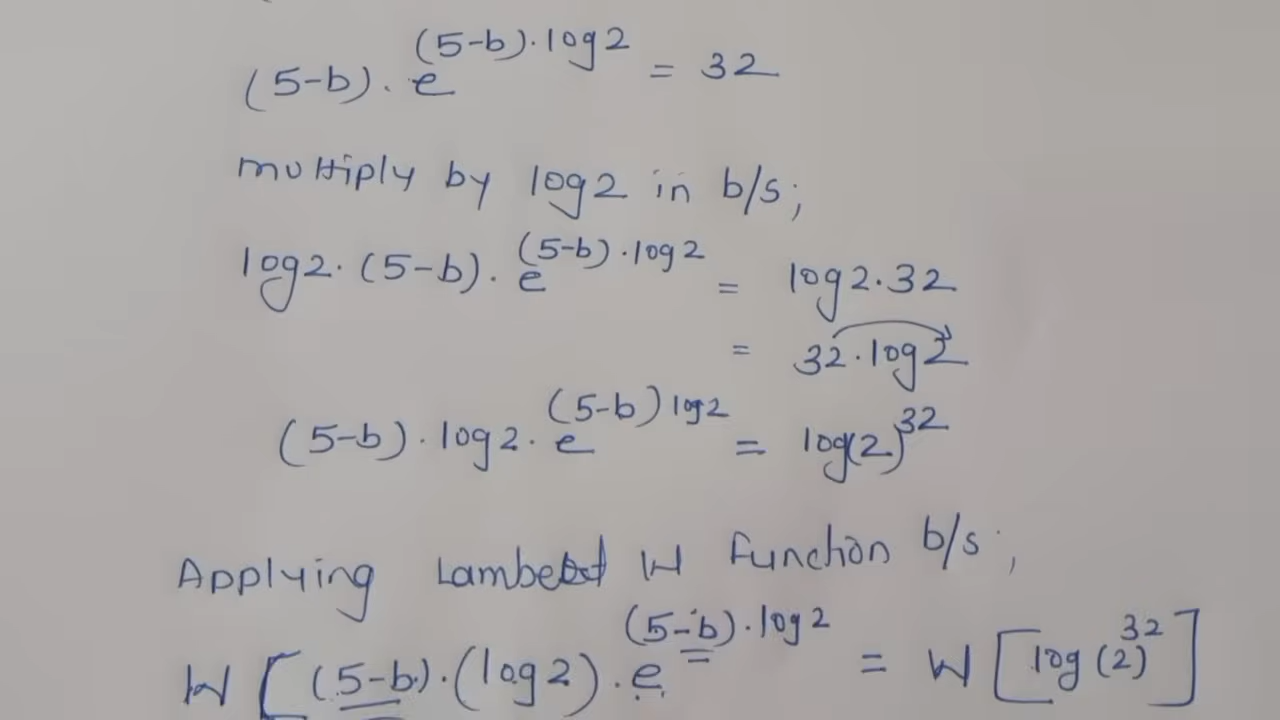 (5-b). e^(5-b).log2 = 32
multiply by log2 in b/s;
log2. (5-b). e^(5-b).log2 = log2.32
= 32.log2
(5-b). log2. e^(5-b)log2 = log(2)^32
Applying W Function b/s;
W[(5-b).(log2).e^(5-b).log2 = W[log(2)^32]